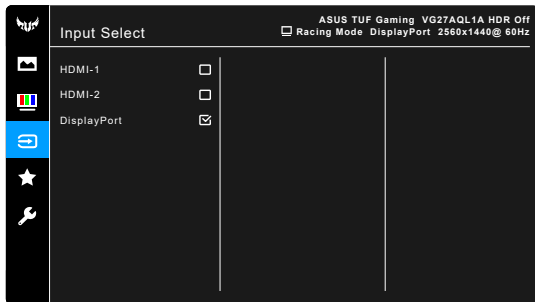 ASUS TUF Gaming VG27AQL1A HDR Off
Input Select
Racing Mode DisplayPort 2560x1440@ 60Hz
HDMI-1
HDMI-2
DisplayPort